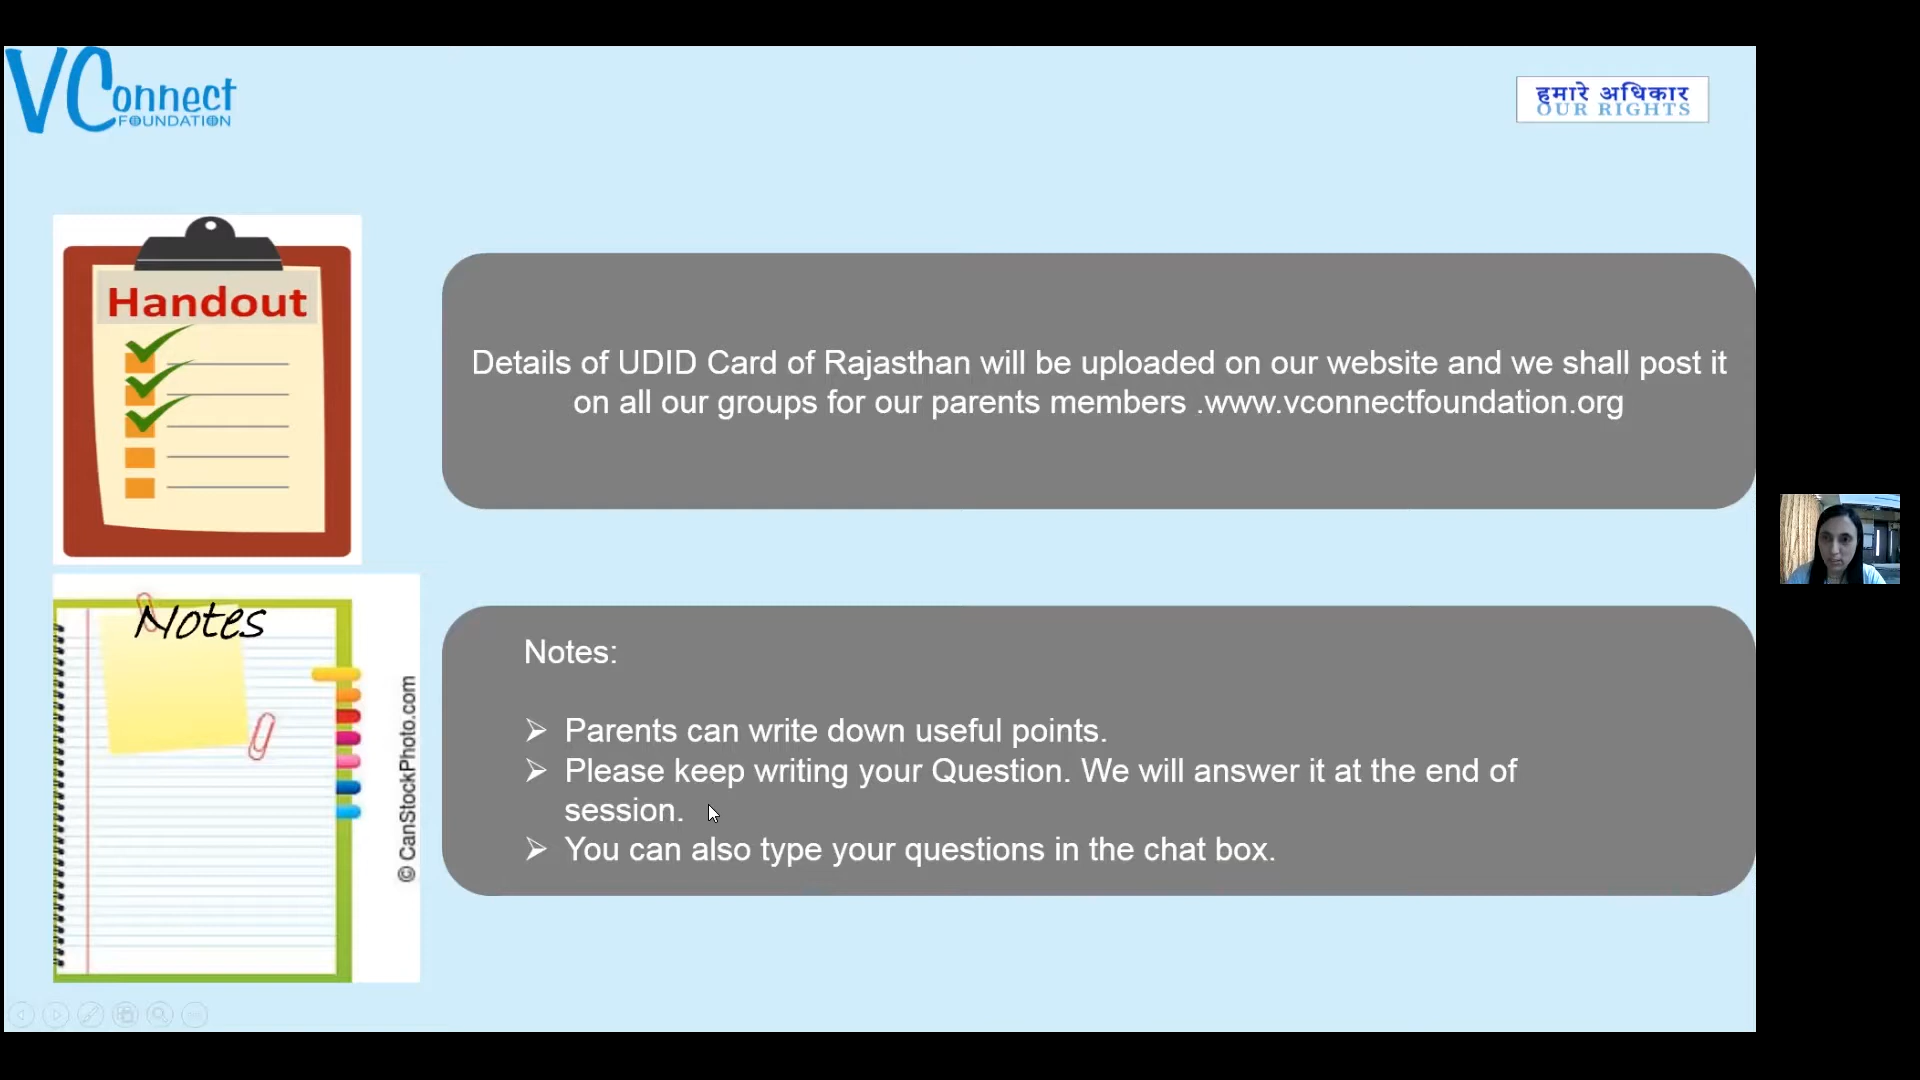 VConnect
FOUNDATION
हमारे अधिकार
OUR RIGHTS
Handout
Details of UDID Card of Rajasthan will be uploaded on our website and we shall post it
on all our groups for our parents members .www.vconnectfoundation.org
Notes
© CanStockPhoto.com
Notes:
➢ Parents can write down useful points.
➢ Please keep writing your Question. We will answer it at the end of
session.
➢ You can also type your questions in the chat box.